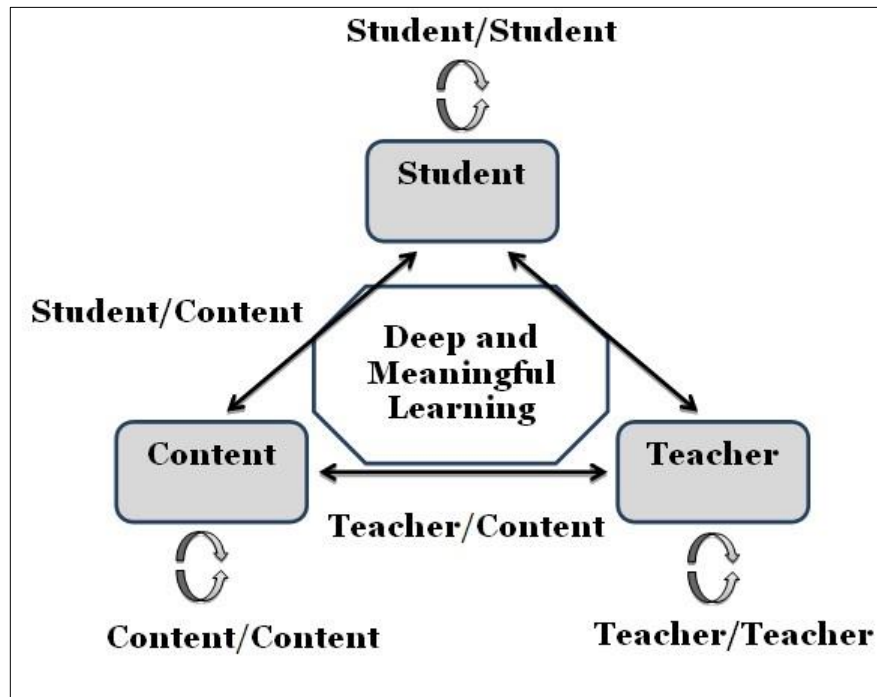 Student/Student
Student
Student/Content
Deep and
Meaningful
Learning
Content
Teacher
Teacher/Content
Content/Content
Teacher/Teacher